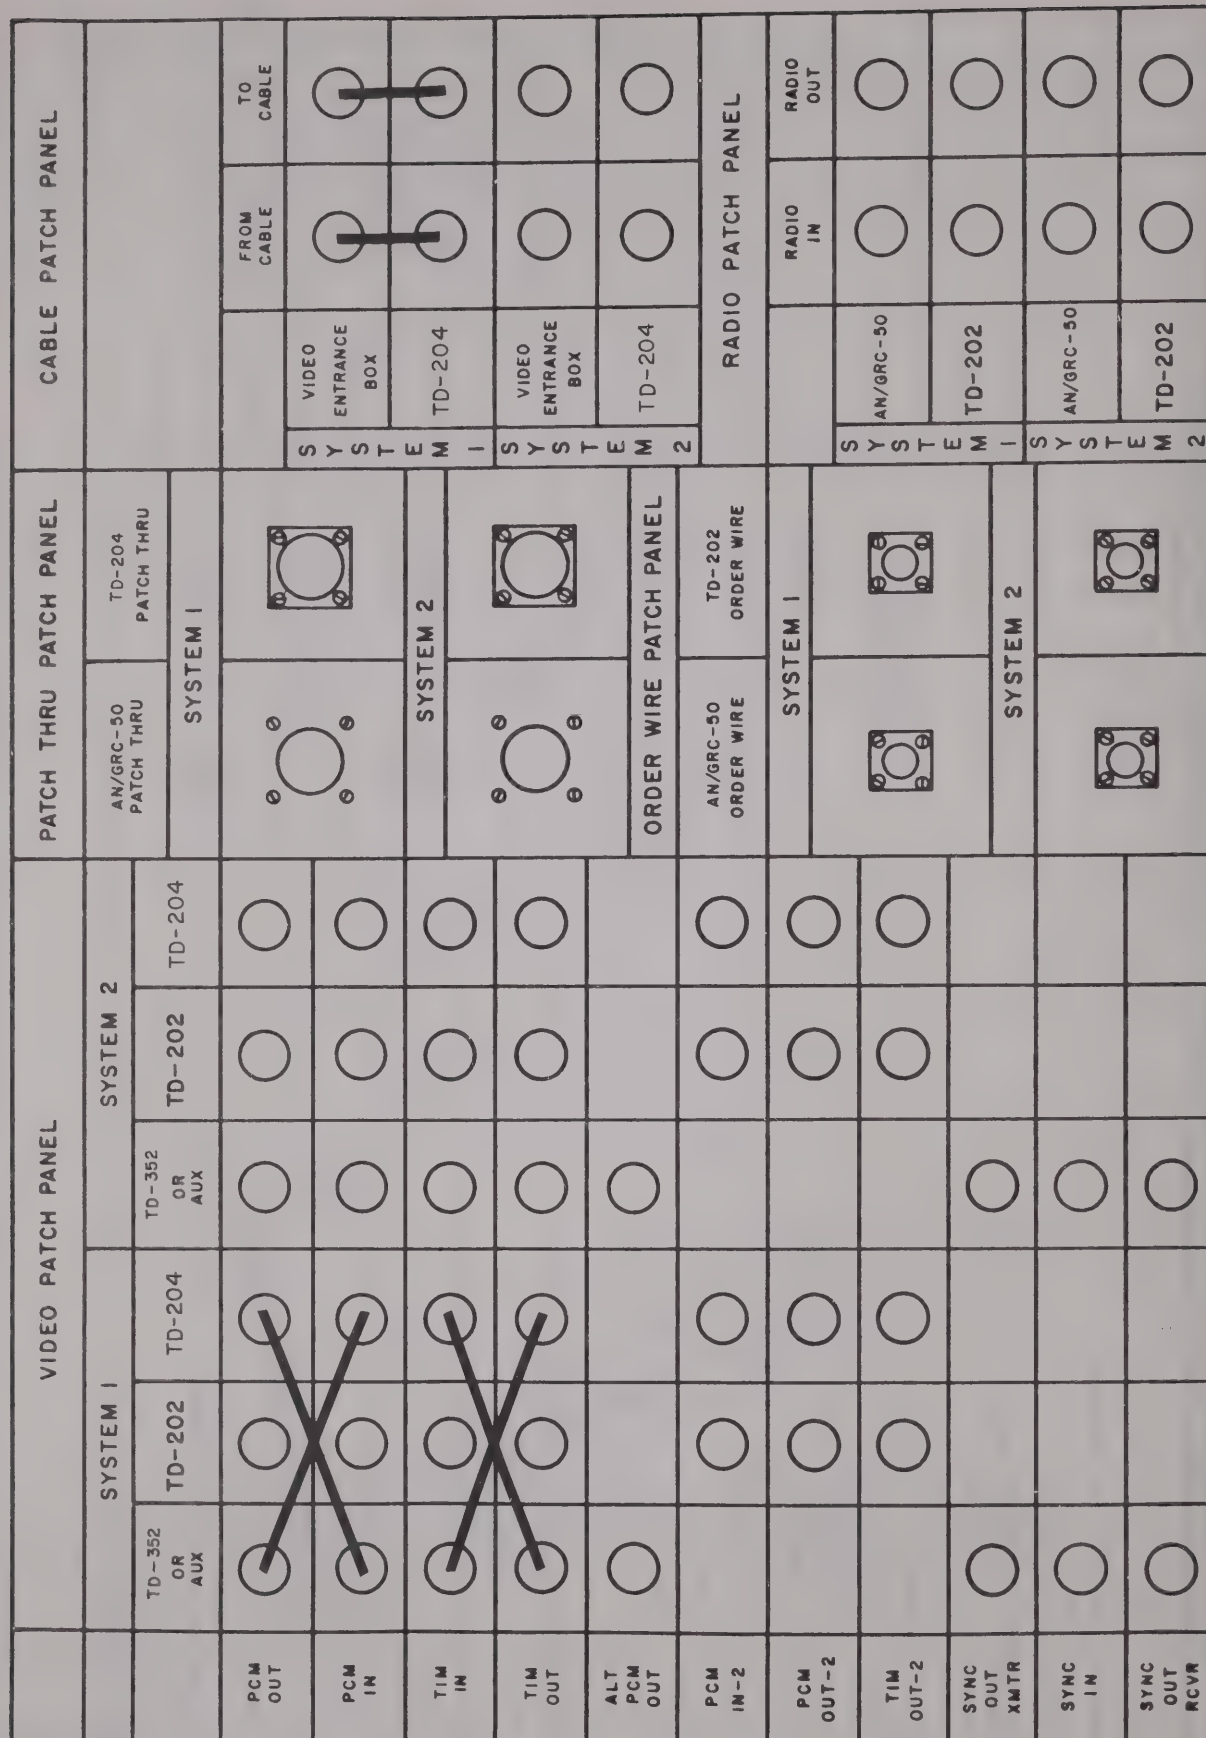 VIDEO PATCH PANEL
SYSTEM 1
SYSTEM 2
TD-352
OR
AUX
TD-202
TD-204
TD-352
OR
AUX
TD-202
TD-204
PCM
OUT
PCM
IN
TIM
IN
TIM
OUT
ALT
PCM
OUT
PCM
IN-2
PCM
OUT-2
TIM
OUT-2
SYNC
OUT
XMTR
SYNC
IN
SYNC
OUT
RCVR
PATCH THRU PATCH PANEL
AN/GRC-50
PATCH THRU
TD-204
PATCH THRU
SYSTEM 1
SYSTEM 2
ORDER WIRE PATCH PANEL
AN/GRC-50
ORDER WIRE
TD-202
ORDER WIRE
SYSTEM 1
SYSTEM 2
CABLE PATCH PANEL
FROM
CABLE
TO
CABLE
SYSTEM 1
VIDEO
ENTRANCE
BOX
TD-204
SYSTEM 2
VIDEO
ENTRANCE
BOX
TD-204
RADIO PATCH PANEL
RADIO
IN
RADIO
OUT
SYSTEM 1
AN/GRC-50
TD-202
SYSTEM 2
AN/GRC-50
TD-202